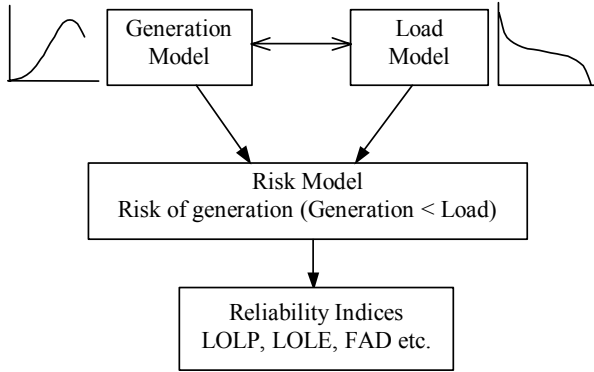 Generation
Model
Load
Model
Risk Model
Risk of generation (Generation < Load)
Reliability Indices
LOLP, LOLE, FAD etc.